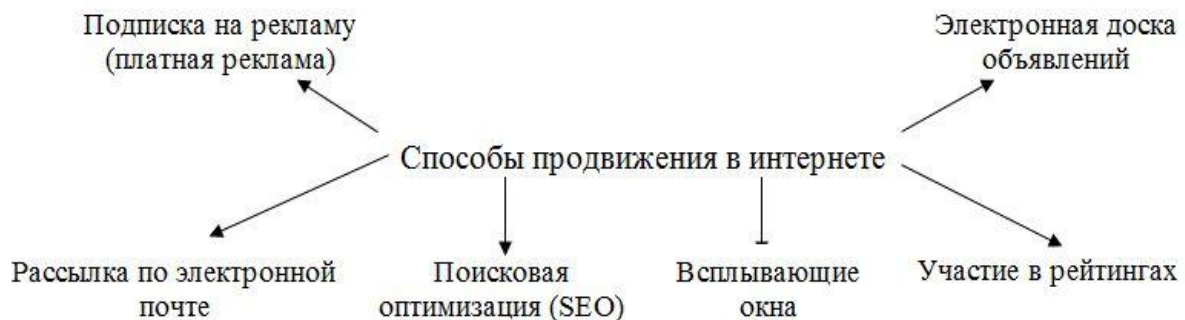 Подписка на рекламу
(платная реклама)
Электронная доска
объявлений
Способы продвижения в интернете
Рассылка по электронной
почте
Поисковая
оптимизация (SEO)
Всплывающие
окна
Участие в рейтингах